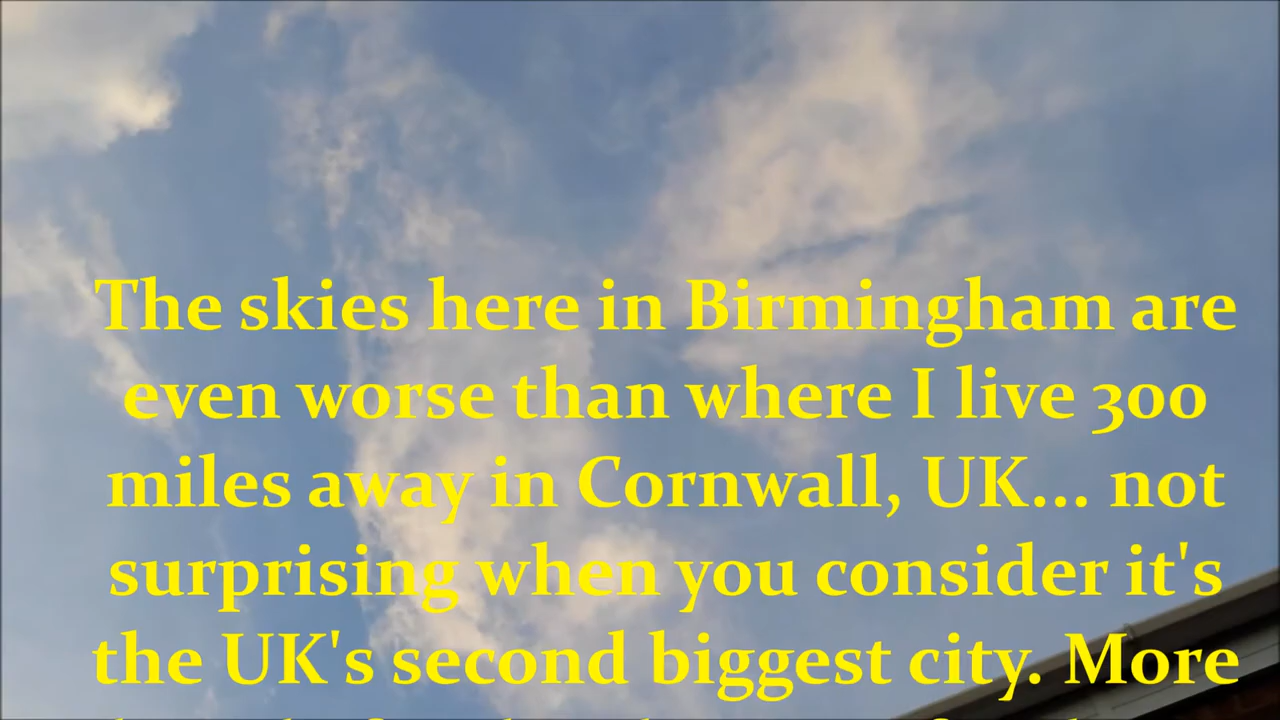 The skies here in Birmingham are
even worse than where I live 300
miles away in Cornwall, UK... not
surprising when you consider it's
the UK's second biggest city. More